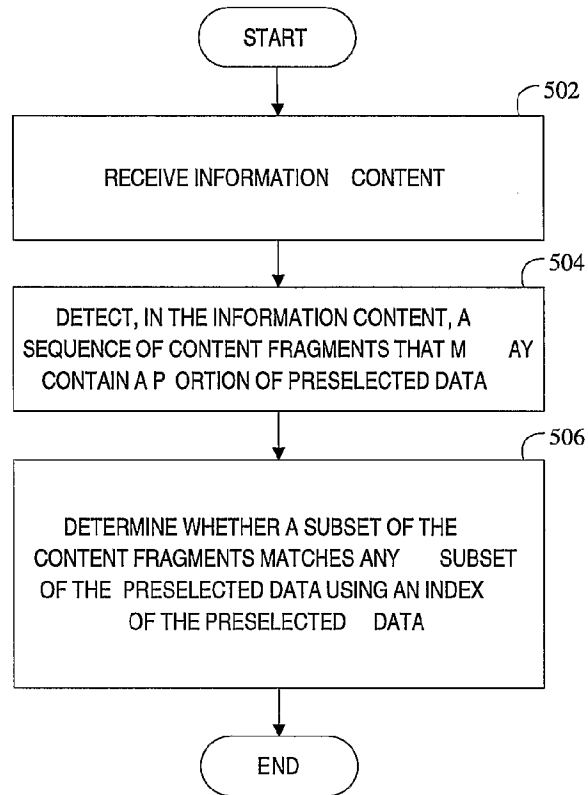 START
502
RECEIVE INFORMATION CONTENT
504
DETECT, IN THE INFORMATION CONTENT, A
SEQUENCE OF CONTENT FRAGMENTS THAT M AY
CONTAIN A P ORTION OF PRESELECTED DATA
506
DETERMINE WHETHER A SUBSET OF THE
CONTENT FRAGMENTS MATCHES ANY SUBSET
OF THE PRESELECTED DATA USING AN INDEX
OF THE PRESELECTED DATA
END